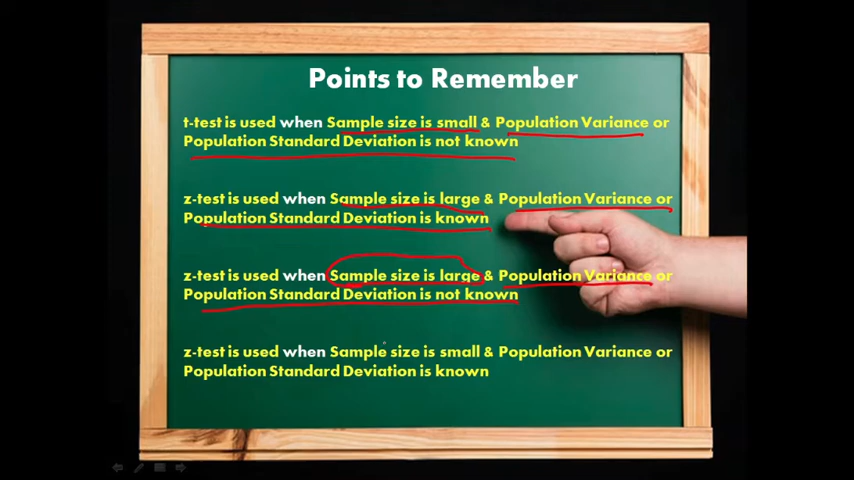 Points to Remember
t-test is used when Sample size is small & Population Variance or
Population Standard Deviation is not known
z-test is used when Sample size is large & Population Variance or
Population Standard Deviation is known
z-test is used when Sample size is large & Population Variance or
Population Standard Deviation is not known
z-test is used when Sample size is small & Population Variance or
Population Standard Deviation is known